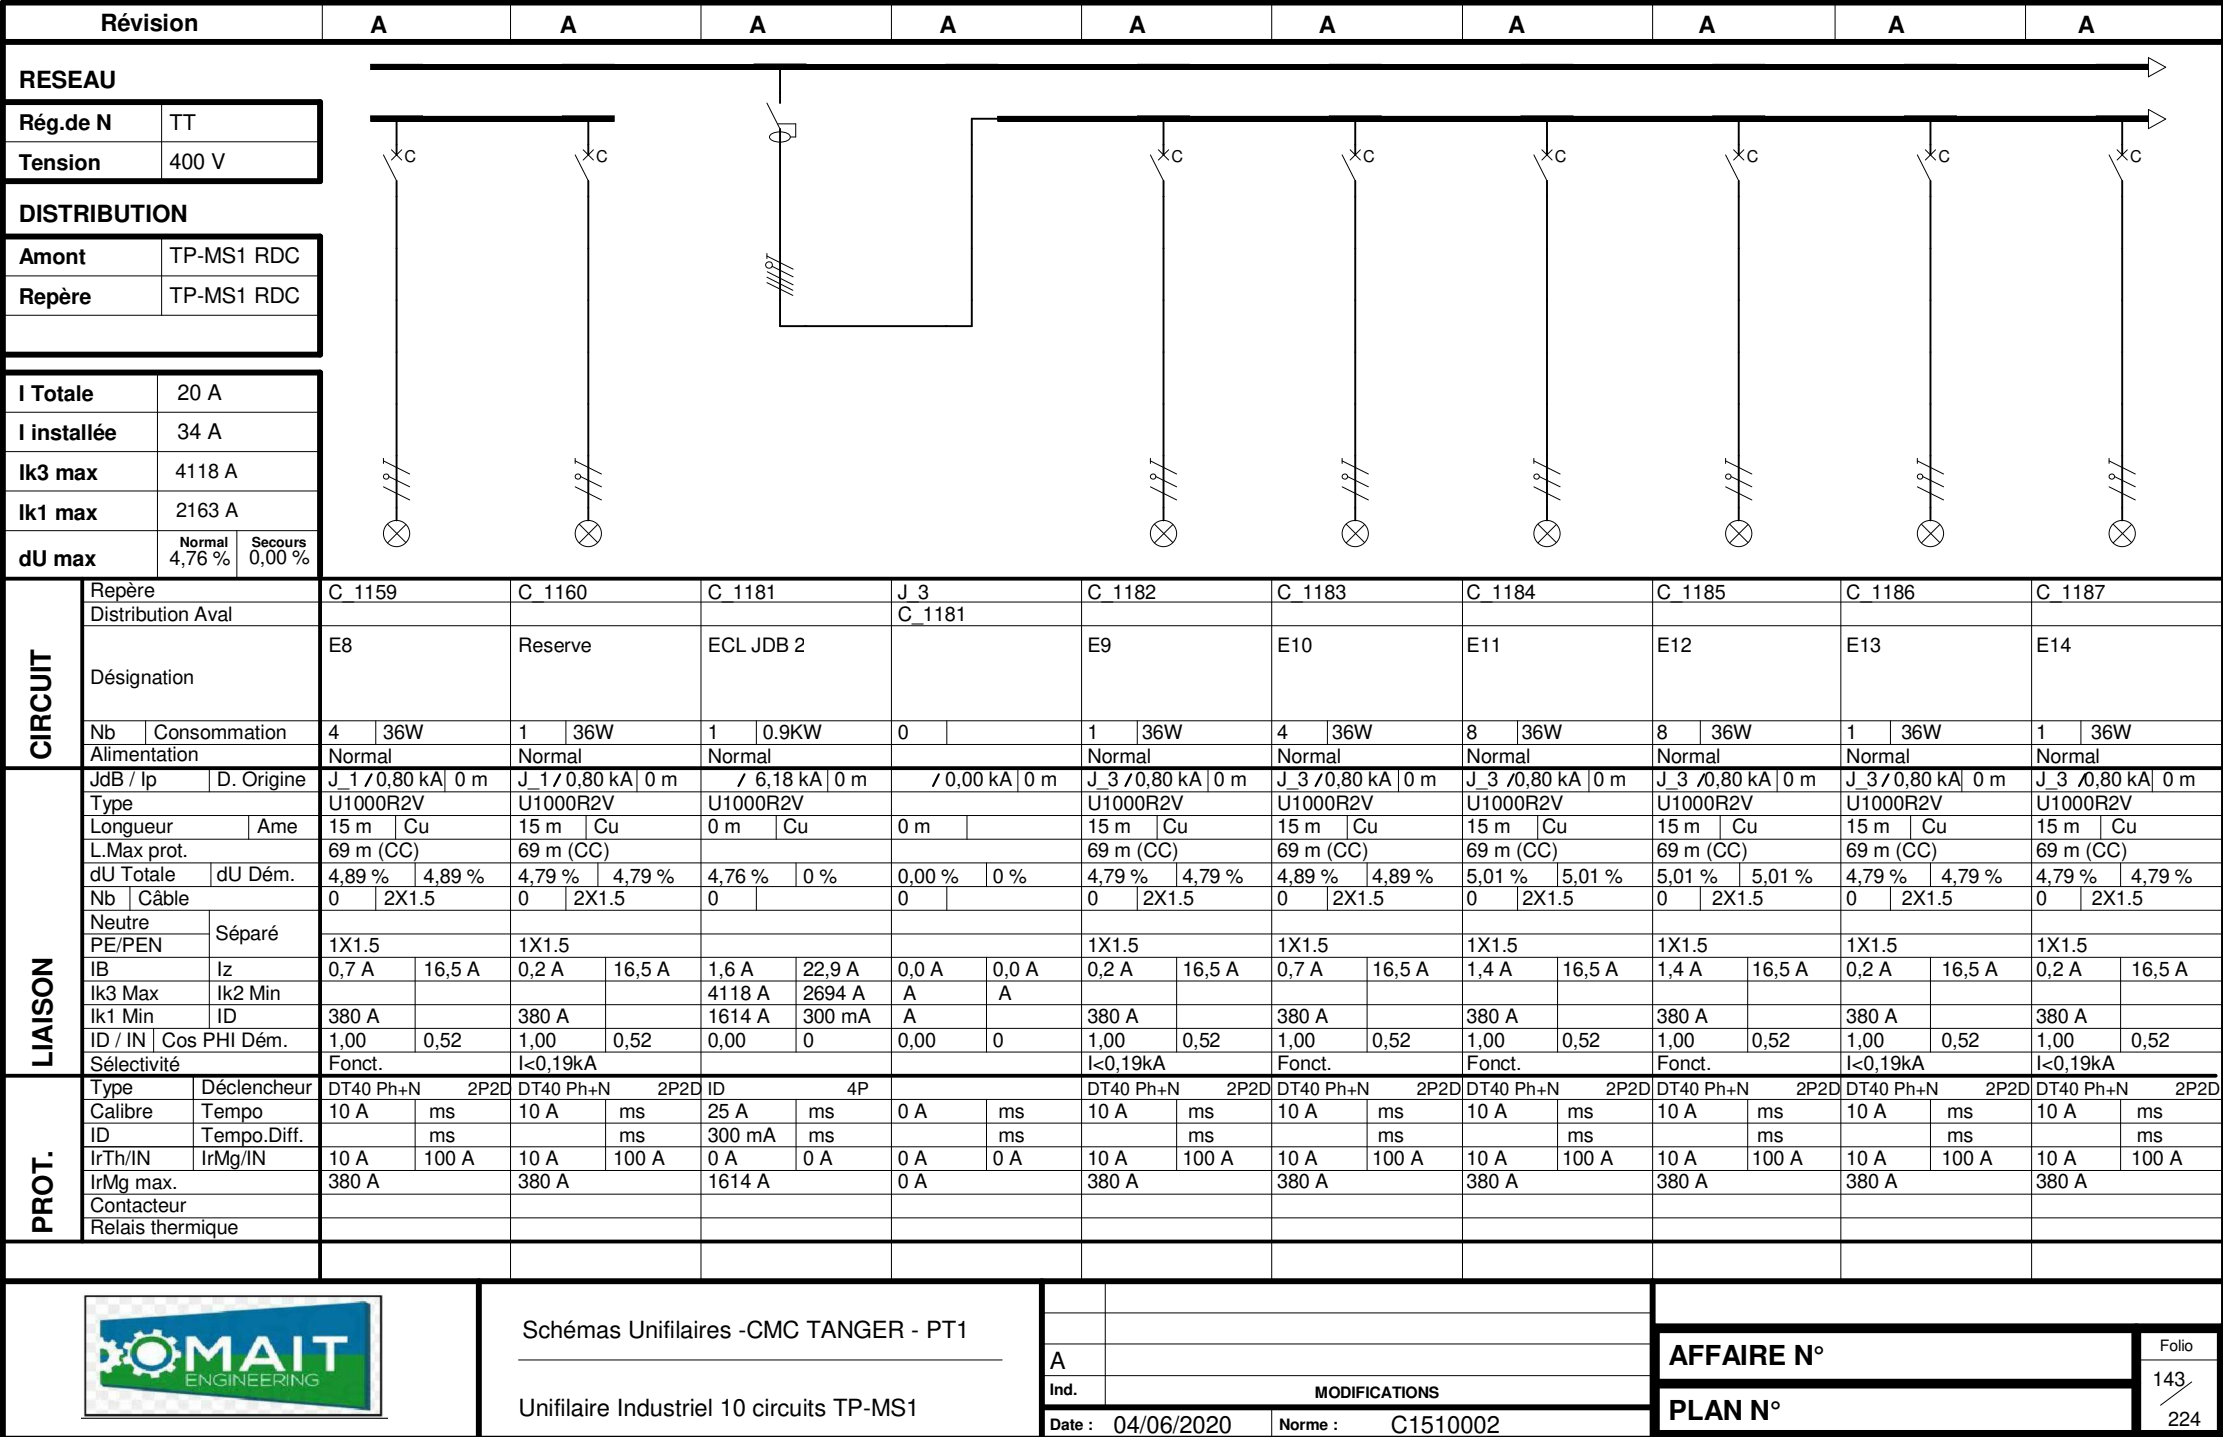 Révision A A A A A A A A A A
RESEAU
Rég.de N TT
Tension 400 V
C C C C C C C C
DISTRIBUTION
Amont TP-MS1 RDC
Repère TP-MS1 RDC
I Totale 20 A
I installée 34 A
Ik3 max 4118 A
Ik1 max 2163 A
dU max Normal 4,76 % Secours 0,00 %
CIRCUIT
Repère C_1159 C_1160 C_1181 J_3 C_1182 C_1183 C_1184 C_1185 C_1186 C_1187
Distribution Aval C_1181
Désignation E8 Reserve ECL JDB 2 E9 E10 E11 E12 E13 E14
Nb Consommation 4 36W 1 36W 1 0.9KW 0 1 36W 4 36W 8 36W 8 36W 1 36W 1 36W
Alimentation Normal Normal Normal Normal Normal Normal Normal Normal Normal
LIAISON
JdB / Ip D. Origine J_1 / 0,80 kA 0 m J_1 / 0,80 kA 0 m / 6,18 kA 0 m / 0,00 kA 0 m J_3 / 0,80 kA 0 m J_3 / 0,80 kA 0 m J_3 / 0,80 kA 0 m J_3 / 0,80 kA 0 m J_3 / 0,80 kA 0 m J_3 / 0,80 kA 0 m
Type U1000R2V U1000R2V U1000R2V U1000R2V U1000R2V U1000R2V U1000R2V U1000R2V U1000R2V
Longueur Ame 15 m Cu 15 m Cu 0 m Cu 0 m 15 m Cu 15 m Cu 15 m Cu 15 m Cu 15 m Cu 15 m Cu
L.Max prot. 69 m (CC) 69 m (CC) 69 m (CC) 69 m (CC) 69 m (CC) 69 m (CC) 69 m (CC) 69 m (CC)
dU Totale dU Dém. 4,89 % 4,89 % 4,79 % 4,79 % 4,76 % 0 % 0,00 % 0 % 4,79 % 4,79 % 4,89 % 4,89 % 5,01 % 5,01 % 5,01 % 5,01 % 4,79 % 4,79 % 4,79 % 4,79 %
Nb Câble 0 2X1.5 0 2X1.5 0 0 0 2X1.5 0 2X1.5 0 2X1.5 0 2X1.5 0 2X1.5 0 2X1.5
Neutre Séparé
PE/PEN 1X1.5 1X1.5 1X1.5 1X1.5 1X1.5 1X1.5 1X1.5 1X1.5
IB Iz 0,7 A 16,5 A 0,2 A 16,5 A 1,6 A 22,9 A 0,0 A 0,0 A 0,2 A 16,5 A 0,7 A 16,5 A 1,4 A 16,5 A 1,4 A 16,5 A 0,2 A 16,5 A 0,2 A 16,5 A
Ik3 Max Ik2 Min 4118 A 2694 A A A
Ik1 Min ID 380 A 380 A 1614 A 300 mA A 380 A 380 A 380 A 380 A 380 A 380 A
ID / IN Cos PHI Dém. 1,00 0,52 1,00 0,52 0,00 0 0,00 0 1,00 0,52 1,00 0,52 1,00 0,52 1,00 0,52 1,00 0,52 1,00 0,52
Sélectivité Fonct. I<0,19kA I<0,19kA Fonct. Fonct. Fonct. I<0,19kA I<0,19kA
PROT.
Type Déclencheur DT40 Ph+N 2P2D DT40 Ph+N 2P2D ID 4P DT40 Ph+N 2P2D DT40 Ph+N 2P2D DT40 Ph+N 2P2D DT40 Ph+N 2P2D DT40 Ph+N 2P2D DT40 Ph+N 2P2D
Calibre Tempo 10 A ms 10 A ms 25 A ms 0 A ms 10 A ms 10 A ms 10 A ms 10 A ms 10 A ms 10 A ms
ID Tempo.Diff. ms ms 300 mA ms ms ms ms ms ms ms ms
IrTh/IN IrMg/IN 10 A 100 A 10 A 100 A 0 A 0 A 0 A 0 A 10 A 100 A 10 A 100 A 10 A 100 A 10 A 100 A 10 A 100 A 10 A 100 A
IrMg max. 380 A 380 A 1614 A 0 A 380 A 380 A 380 A 380 A 380 A 380 A
Contacteur
Relais thermique
OMAIT
ENGINEERING
Schémas Unifilaires -CMC TANGER - PT1
Unifilaire Industriel 10 circuits TP-MS1
A
Ind. MODIFICATIONS
Date : 04/06/2020 Norme : C1510002
AFFAIRE N°
PLAN N°
Folio
143
224